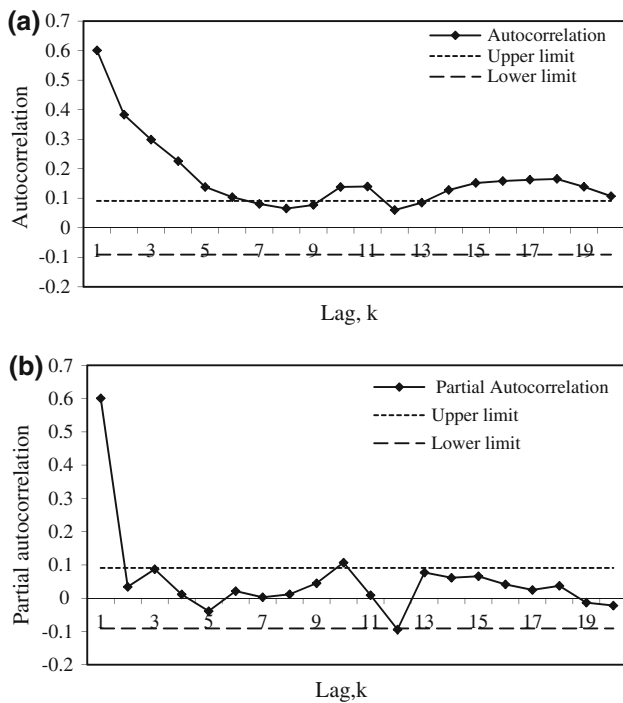 (a)
0.7
0.6
0.5
0.4
0.3
0.2
0.1
0
-0.1
-0.2
Autocorrelation
Autocorrelation
Upper limit
Lower limit
1 3 5 7 9 11 13 15 17 19
Lag, k
(b)
0.7
0.6
0.5
0.4
0.3
0.2
0.1
0
-0.1
-0.2
Partial autocorrelation
Partial Autocorrelation
Upper limit
Lower limit
1 3 5 7 9 11 13 15 17 19
Lag,k